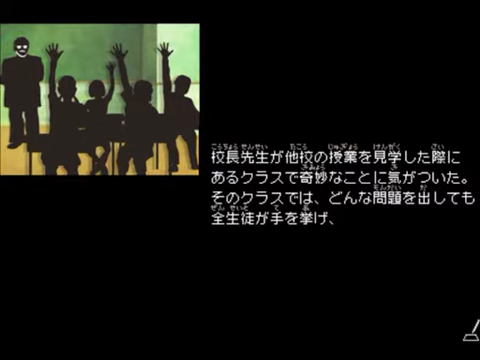 校長先生が他校の授業を見学した際に
あるクラスで奇妙なことに気がついた。
そのクラスでは、どんな問題を出しても
全生徒が手を挙げ、